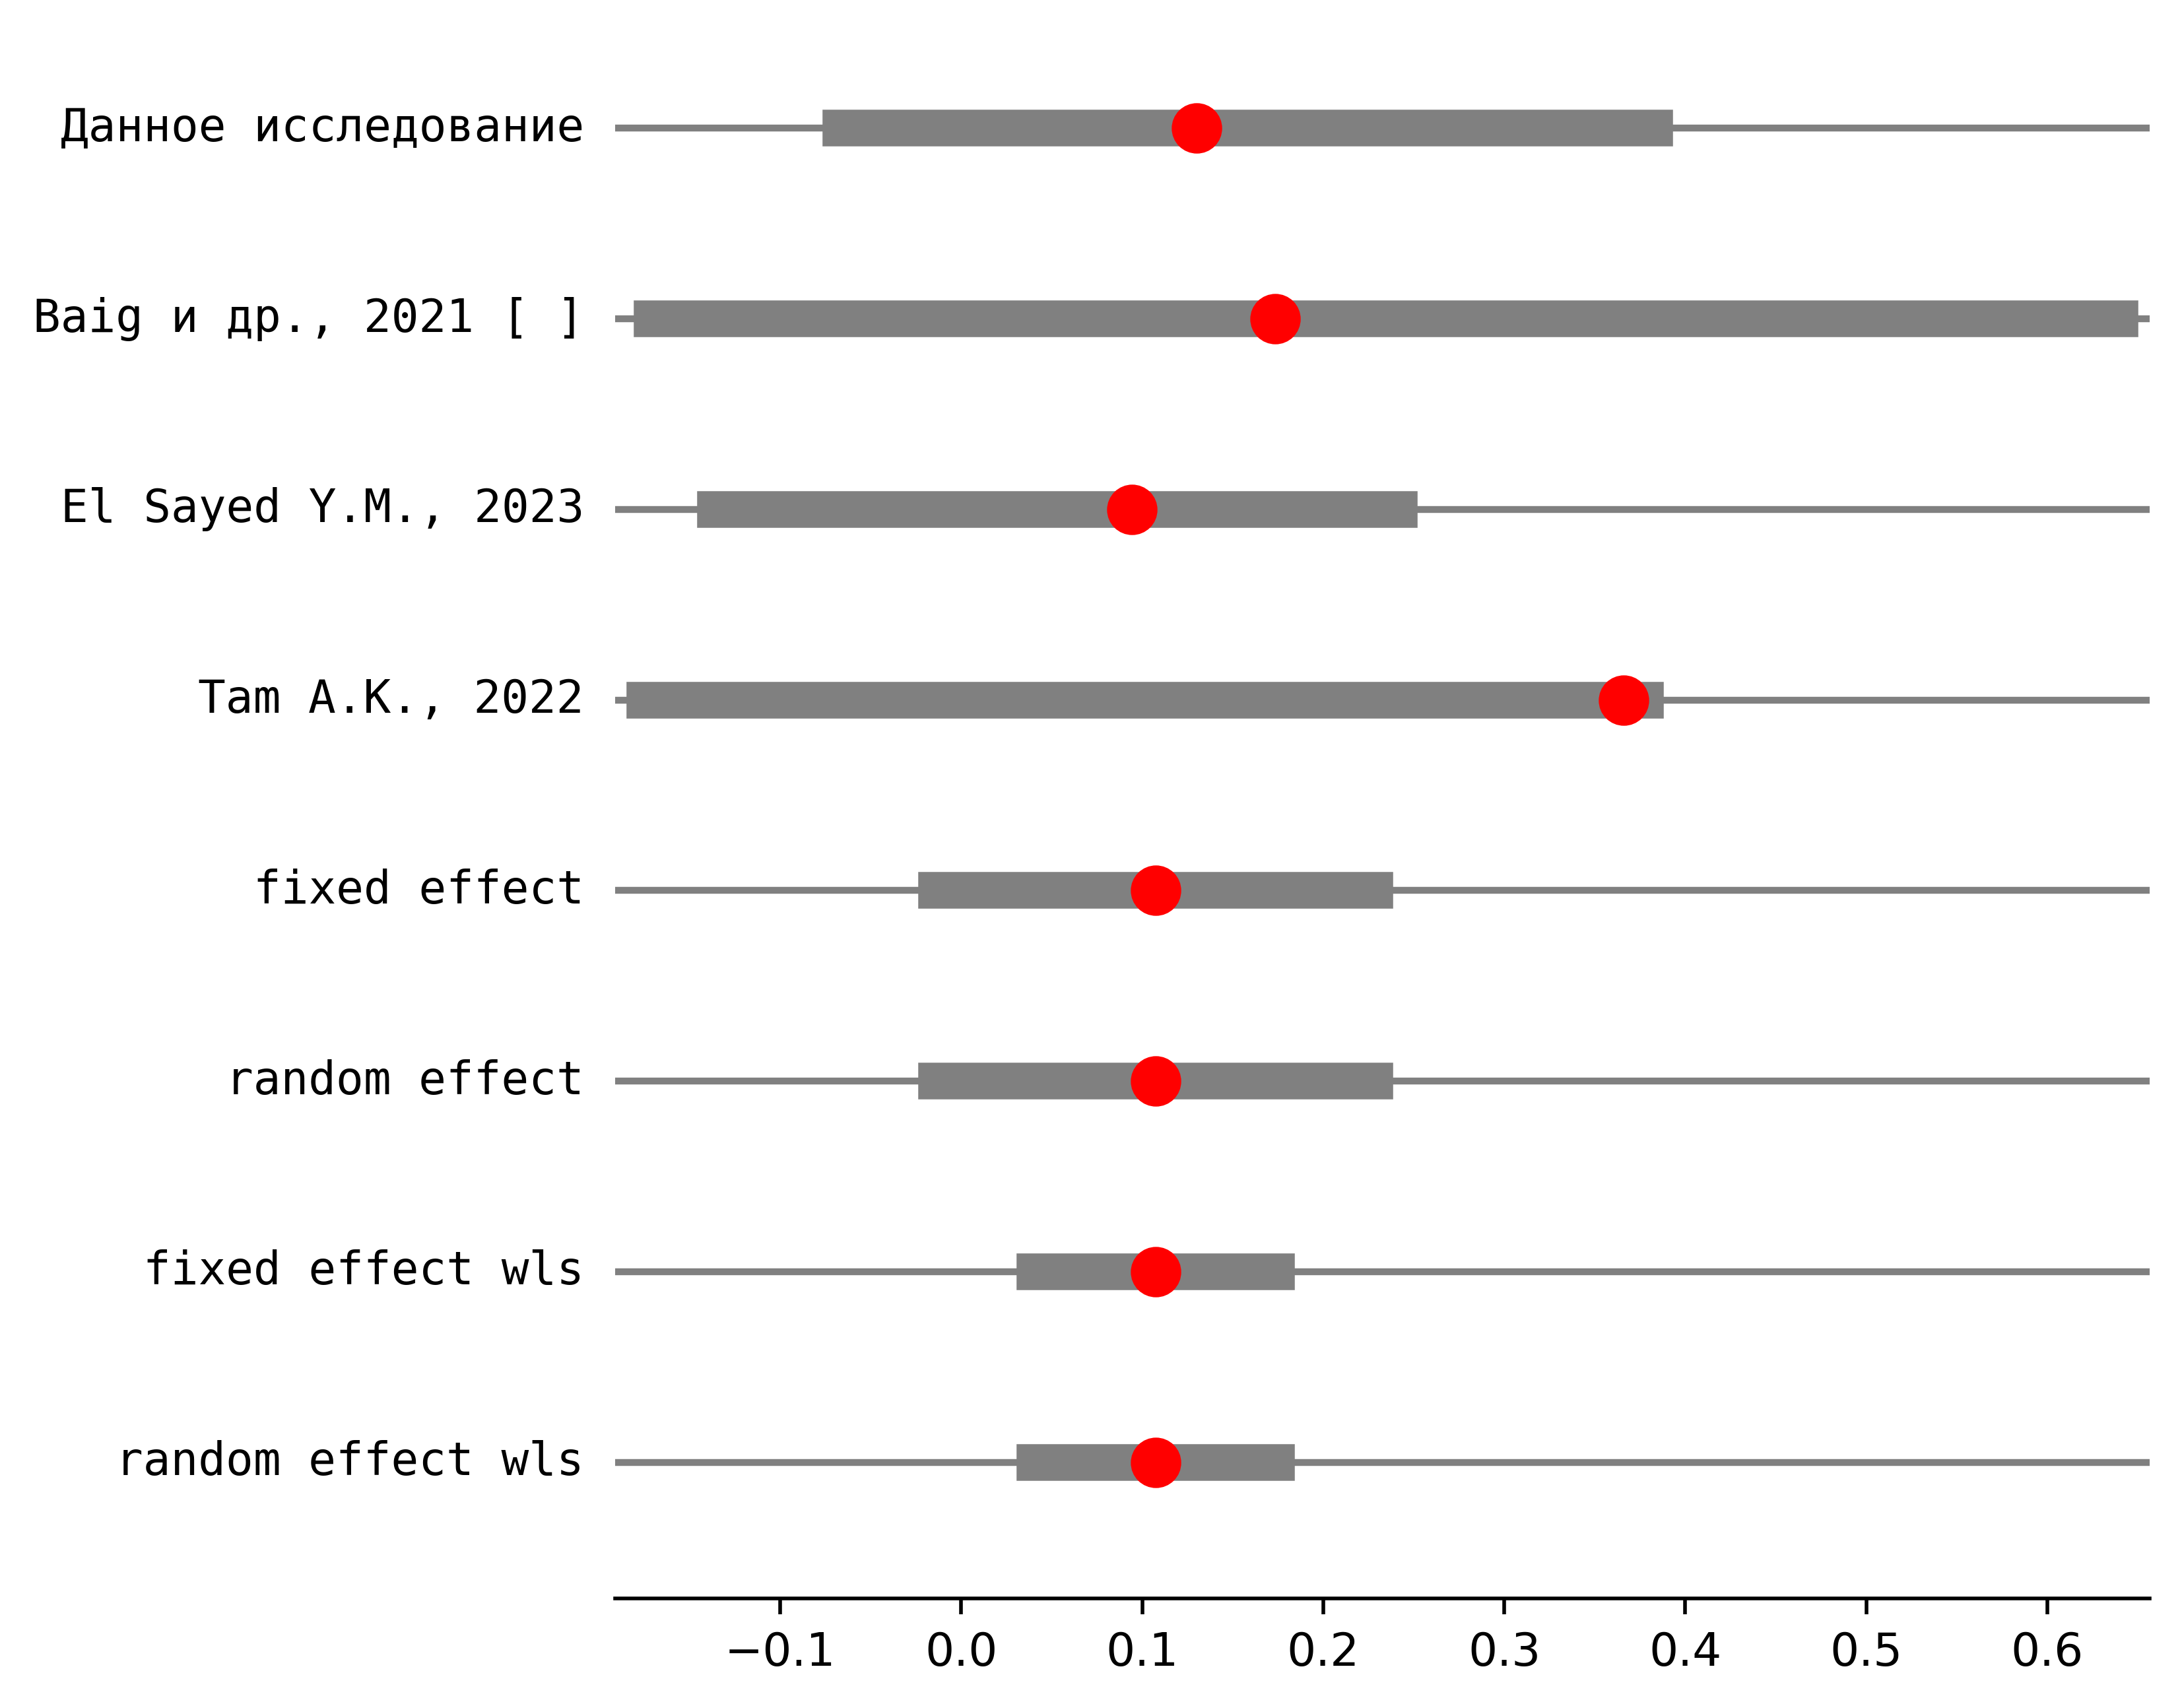 Данное исследование
Baig и др., 2021 [ ]
El Sayed Y.M., 2023
Tam A.K., 2022
fixed effect
random effect
fixed effect wls
random effect wls
−0.1 0.0 0.1 0.2 0.3 0.4 0.5 0.6